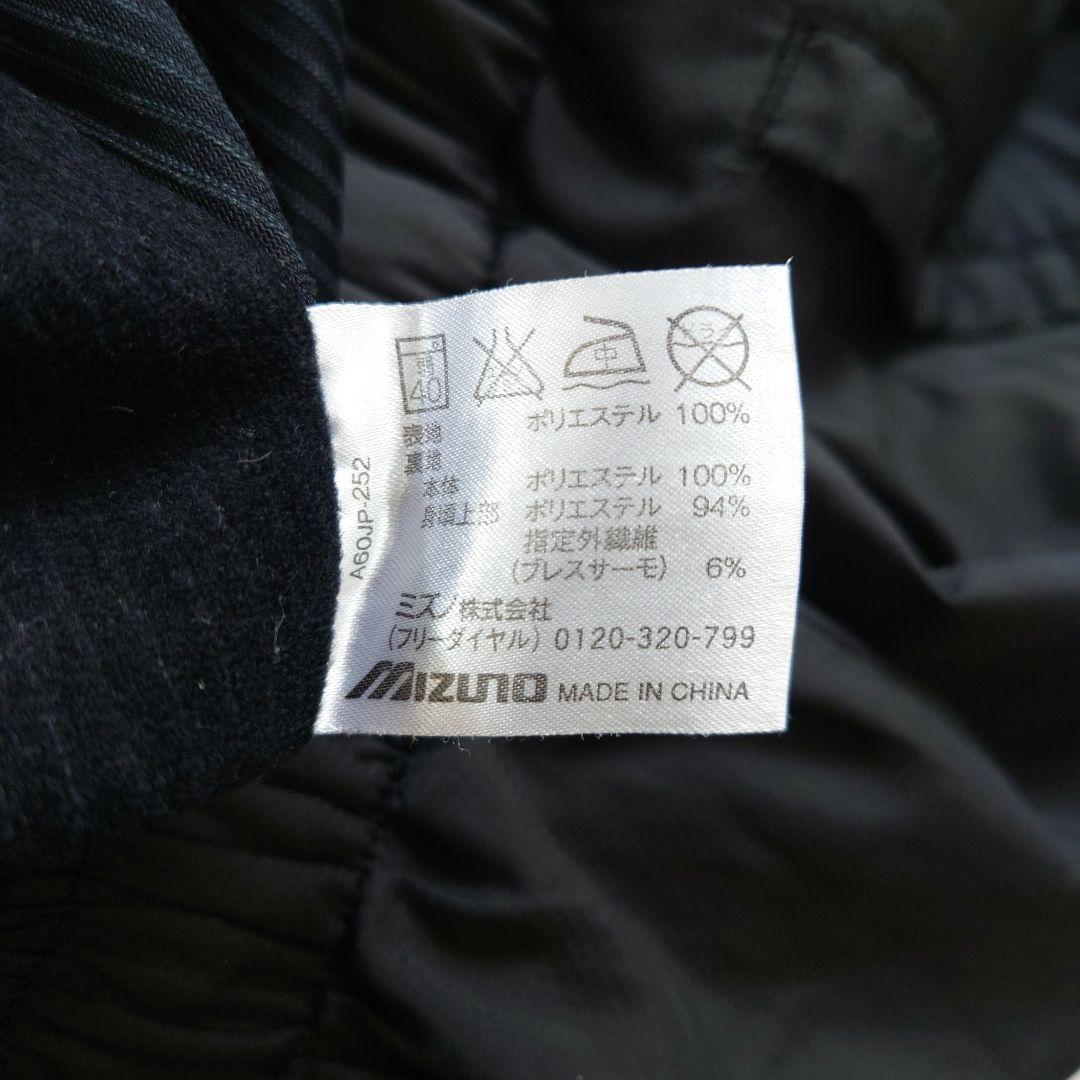 40
中
ポリエステル 100%
表地
裏地
本体 ポリエステル 100%
身頃上部 ポリエステル 94%
指定外繊維
(ブレスサーモ) 6%
ミズノ株式会社
(フリーダイヤル) 0120-320-799
MIZUNO MADE IN CHINA
A60JP-252